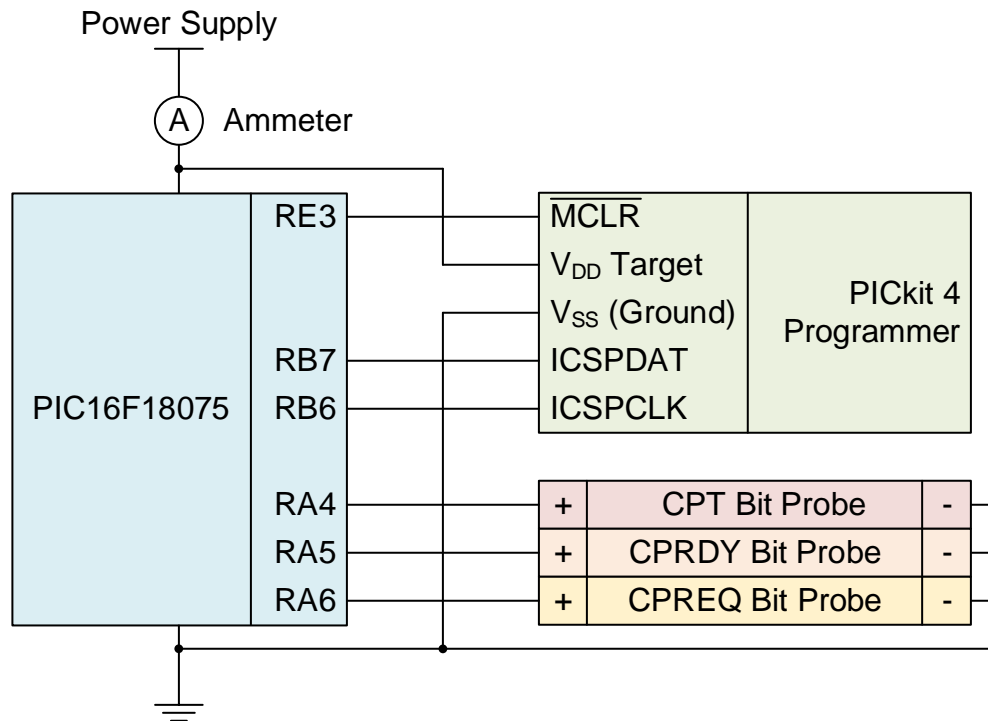 Power Supply
A
Ammeter
RE3
MCLR
VDD Target
VSS (Ground)
PICkit 4
Programmer
RB7
ICSPDAT
PIC16F18075
RB6
ICSPCLK
RA4
+
CPT Bit Probe
-
RA5
+
CPRDY Bit Probe
-
RA6
+
CPREQ Bit Probe
-